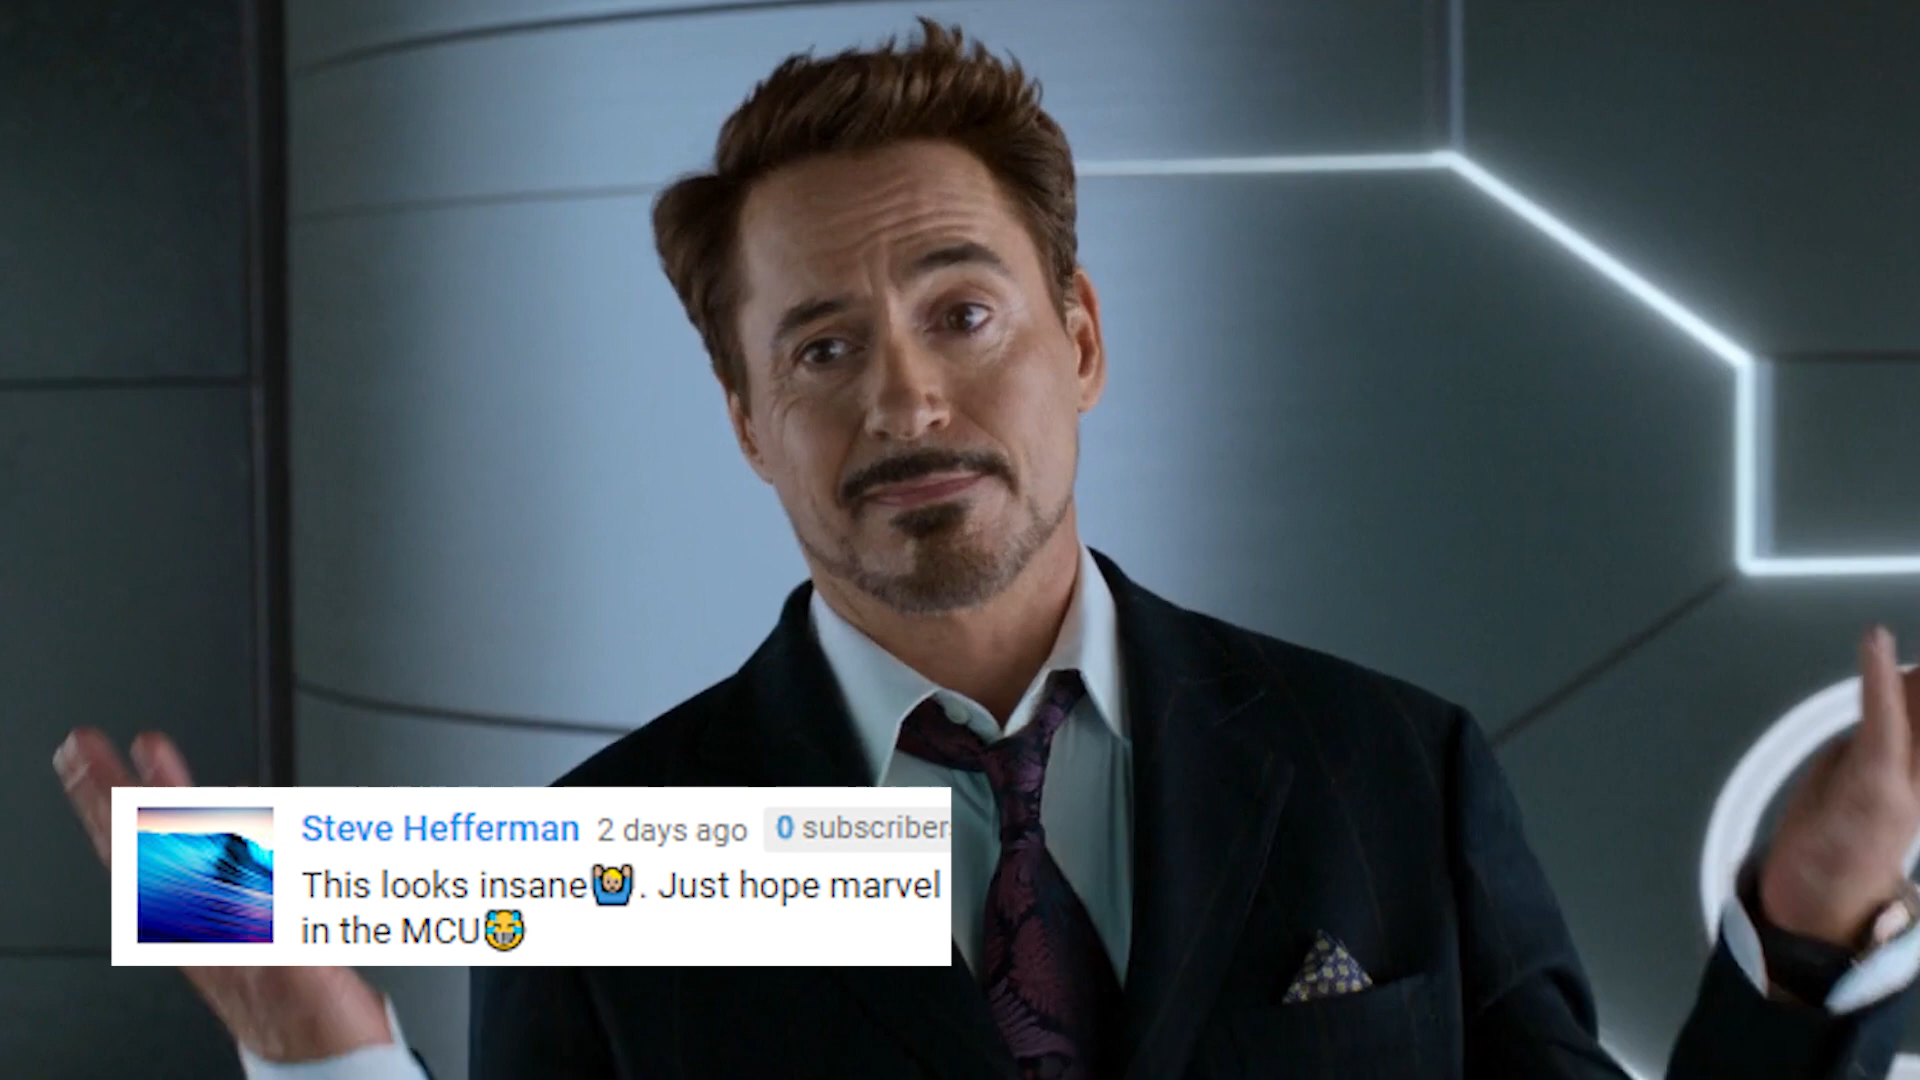 Steve Hefferman 2 days ago 0 subscriber
This looks insane🙆‍♂️. Just hope marvel
in the MCU😹